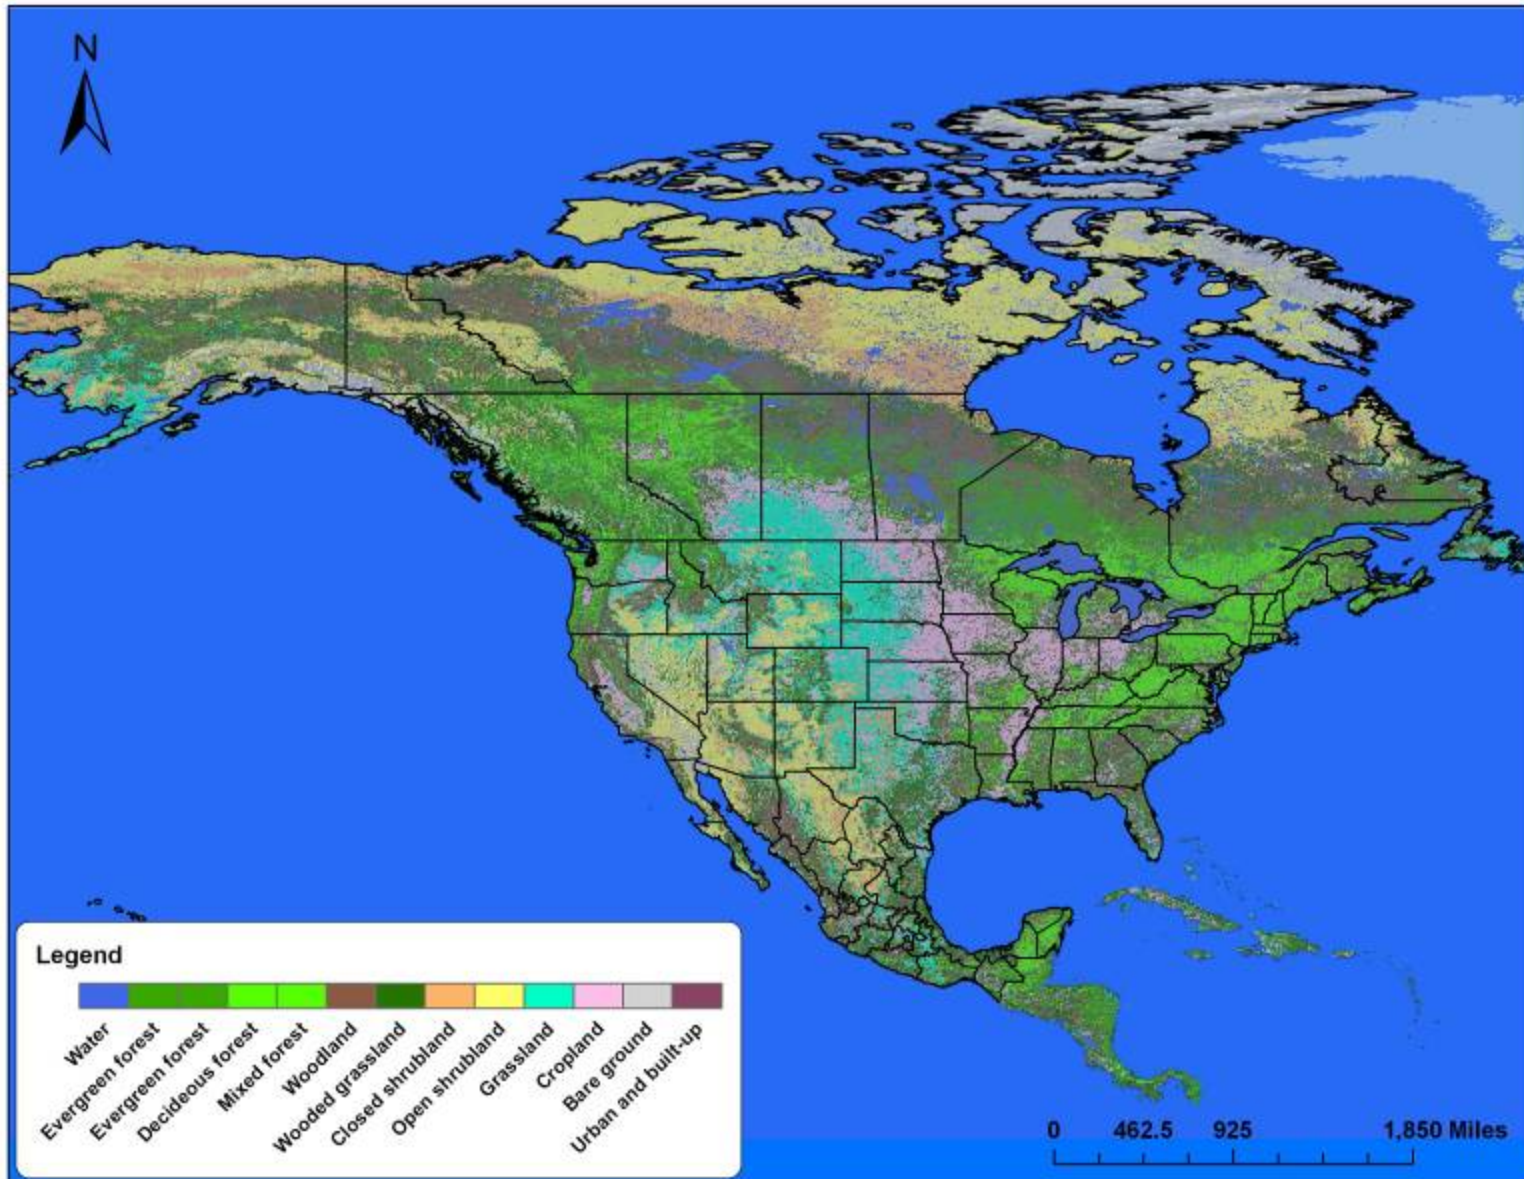 N
Legend
Water
Evergreen forest
Evergreen forest
Decideous forest
Mixed forest
Woodland
Wooded grassland
Closed shrubland
Open shrubland
Grassland
Cropland
Bare ground
Urban and built-up
0 462.5 925 1,850 Miles